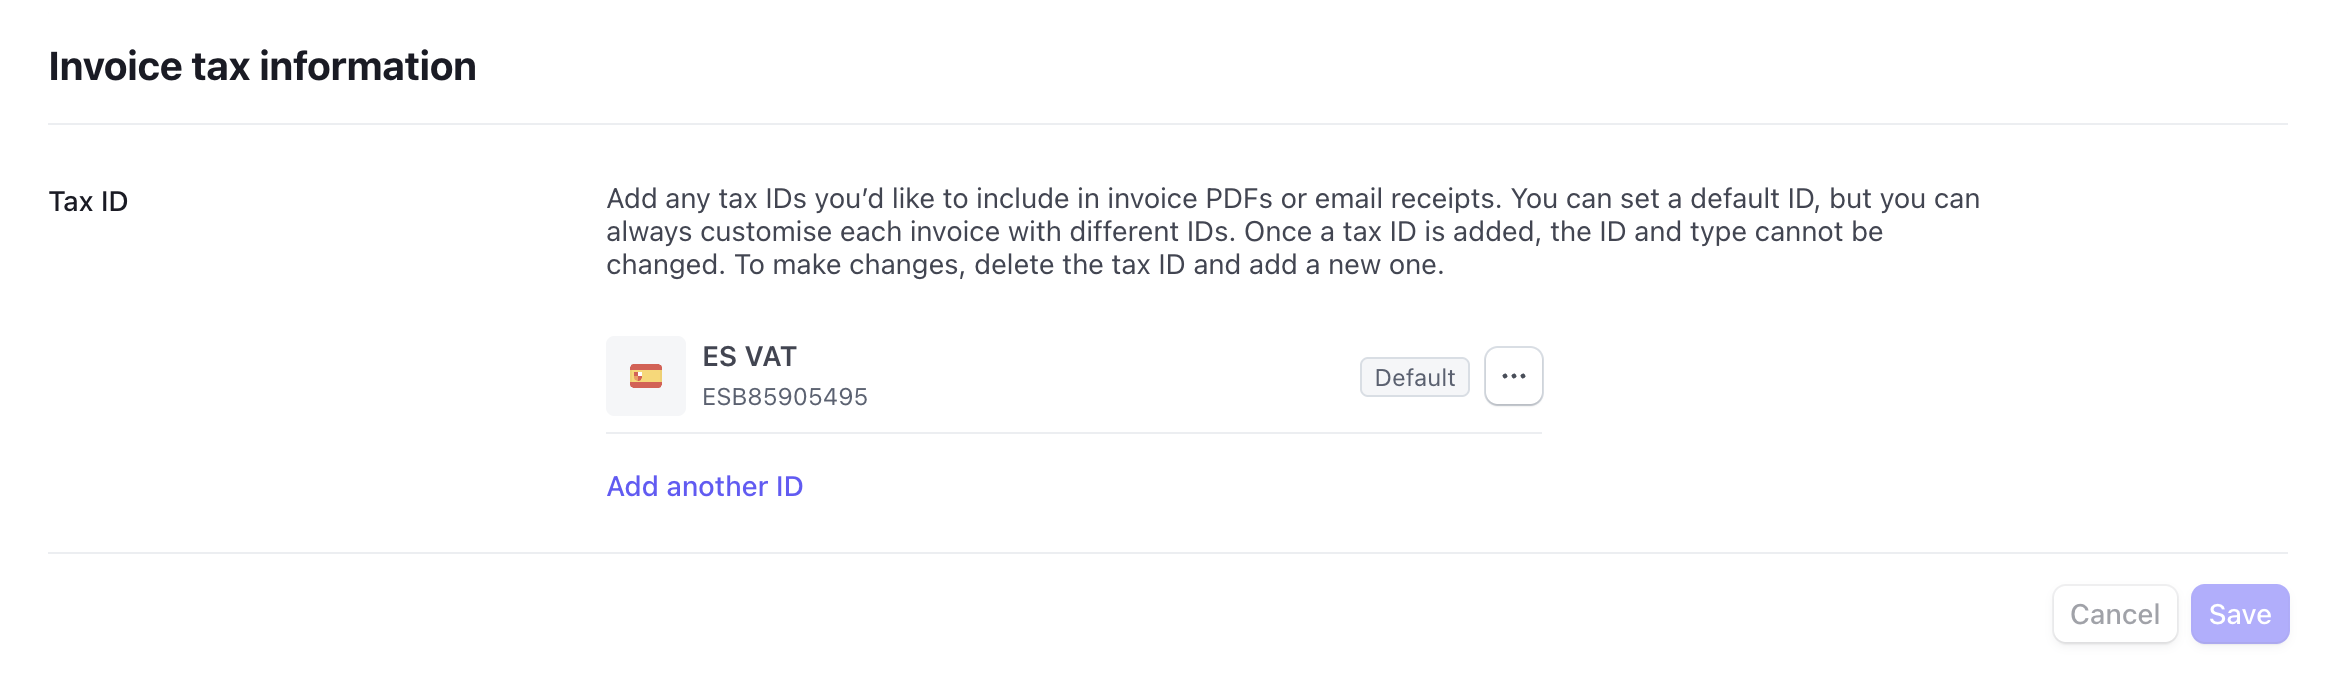 Invoice tax information
Tax ID
Add any tax IDs you’d like to include in invoice PDFs or email receipts. You can set a default ID, but you can
always customise each invoice with different IDs. Once a tax ID is added, the ID and type cannot be
changed. To make changes, delete the tax ID and add a new one.
ES VAT
ESB85905495
Default
Add another ID
Cancel
Save